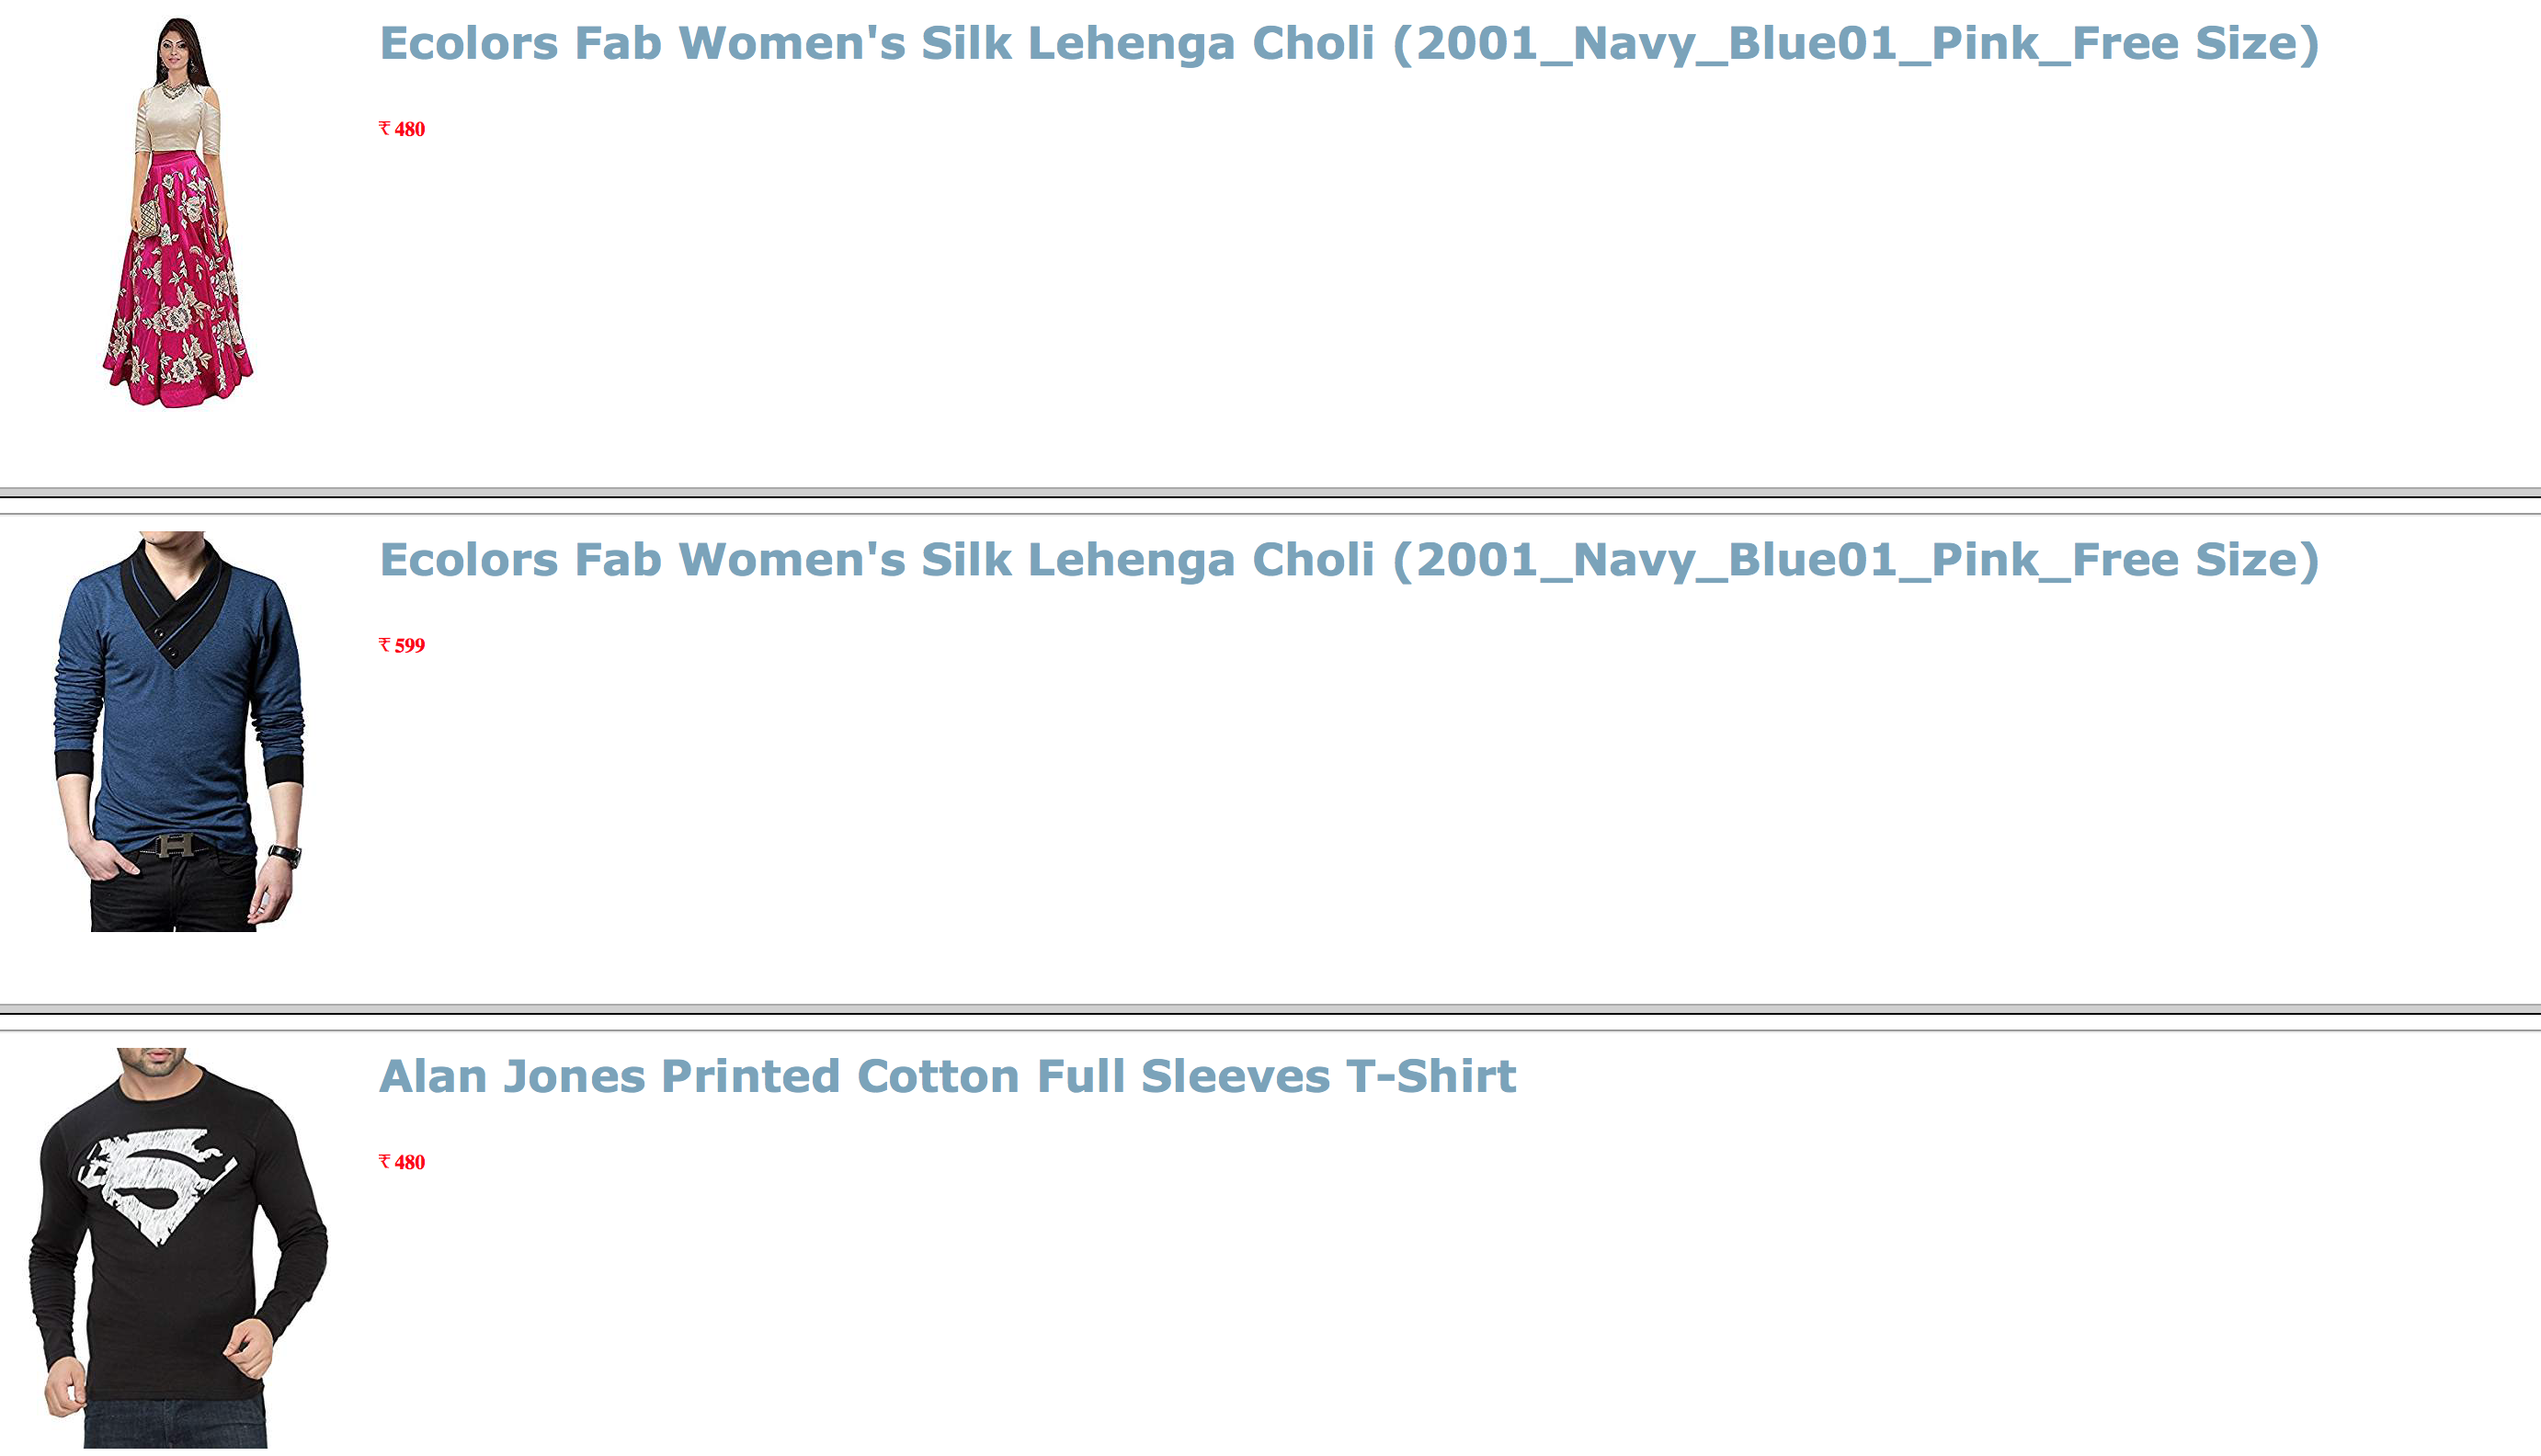 Ecolors Fab Women's Silk Lehenga Choli (2001_Navy_Blue01_Pink_Free Size)
₹ 480
Ecolors Fab Women's Silk Lehenga Choli (2001_Navy_Blue01_Pink_Free Size)
₹ 599
Alan Jones Printed Cotton Full Sleeves T-Shirt
₹ 480